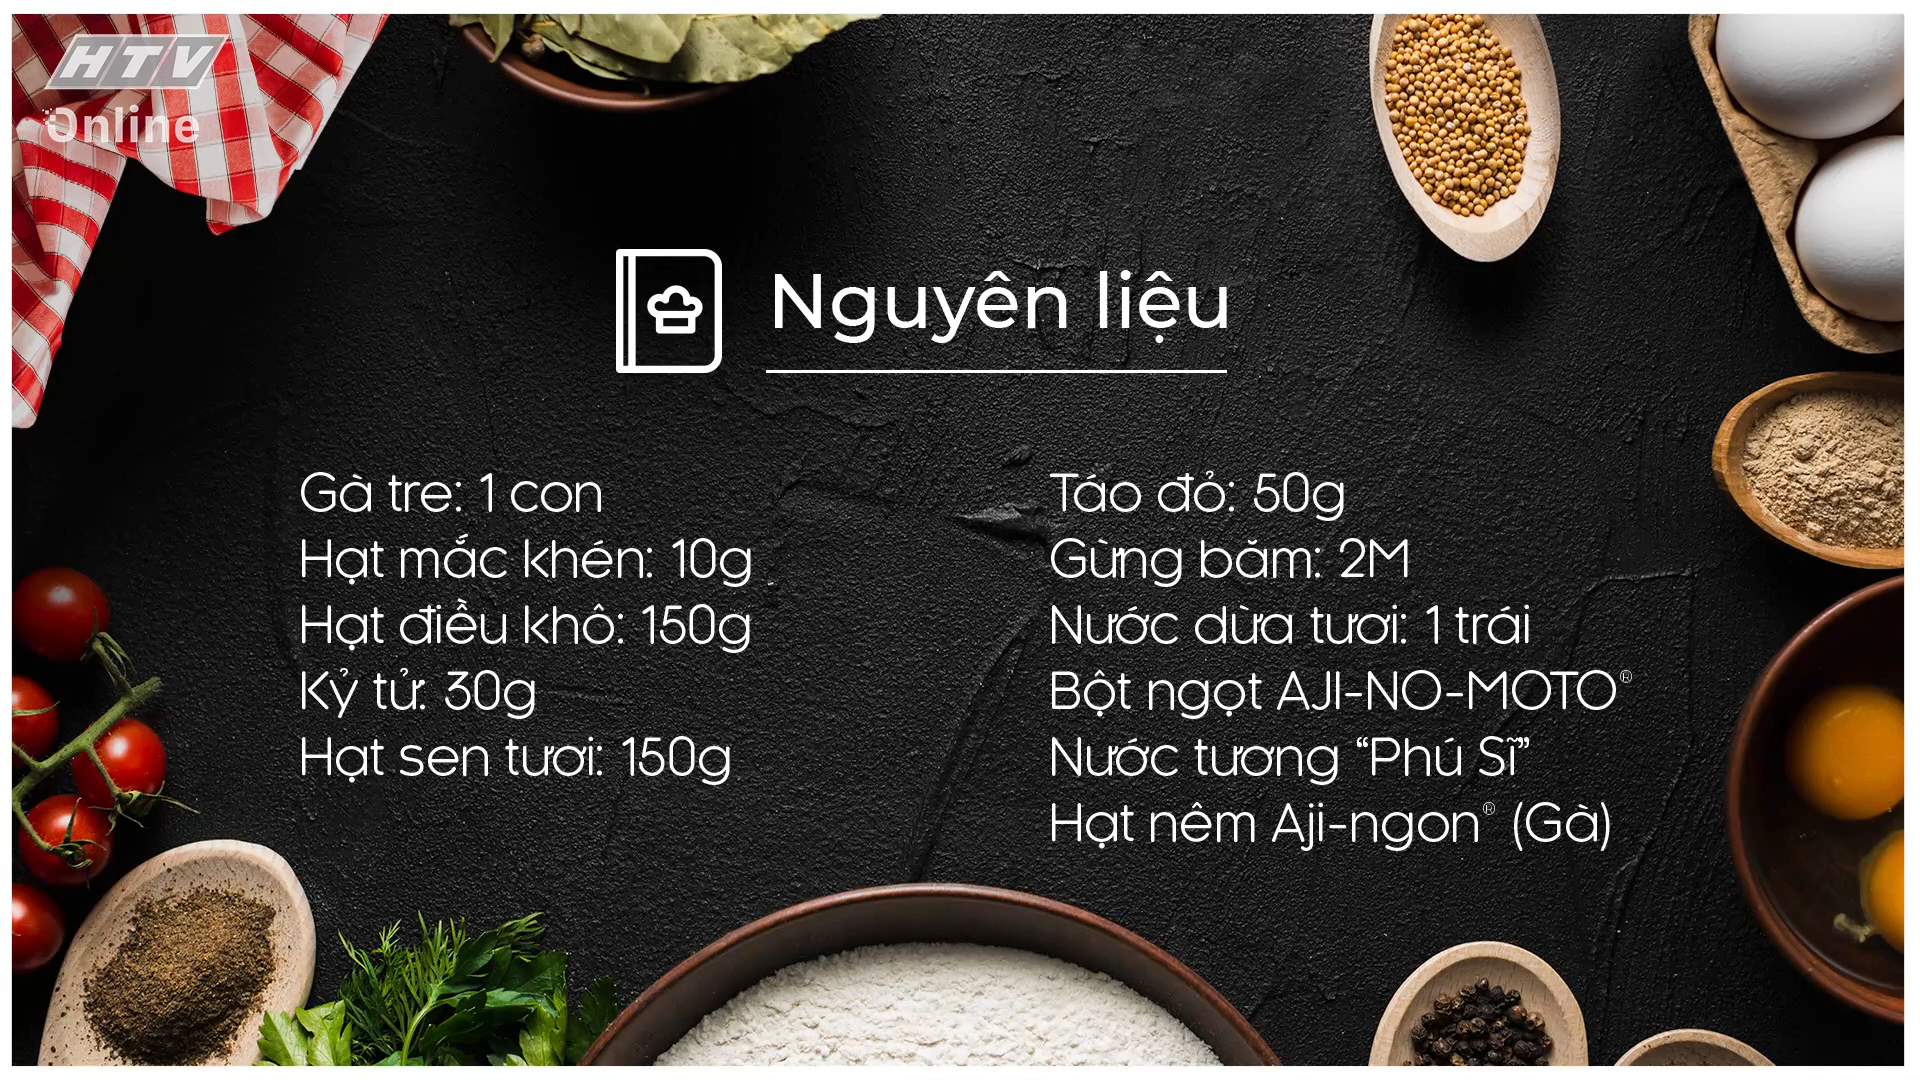 HTV
Online
Nguyên liệu
Gà tre: 1 con
Hạt mắc khén: 10g
Hạt điều khô: 150g
Kỷ tử: 30g
Hạt sen tươi: 150g
Táo đỏ: 50g
Gừng băm: 2M
Nước dừa tươi: 1 trái
Bột ngọt AJI-NO-MOTO®
Nước tương “Phú Sĩ”
Hạt nêm Aji-ngon® (Gà)